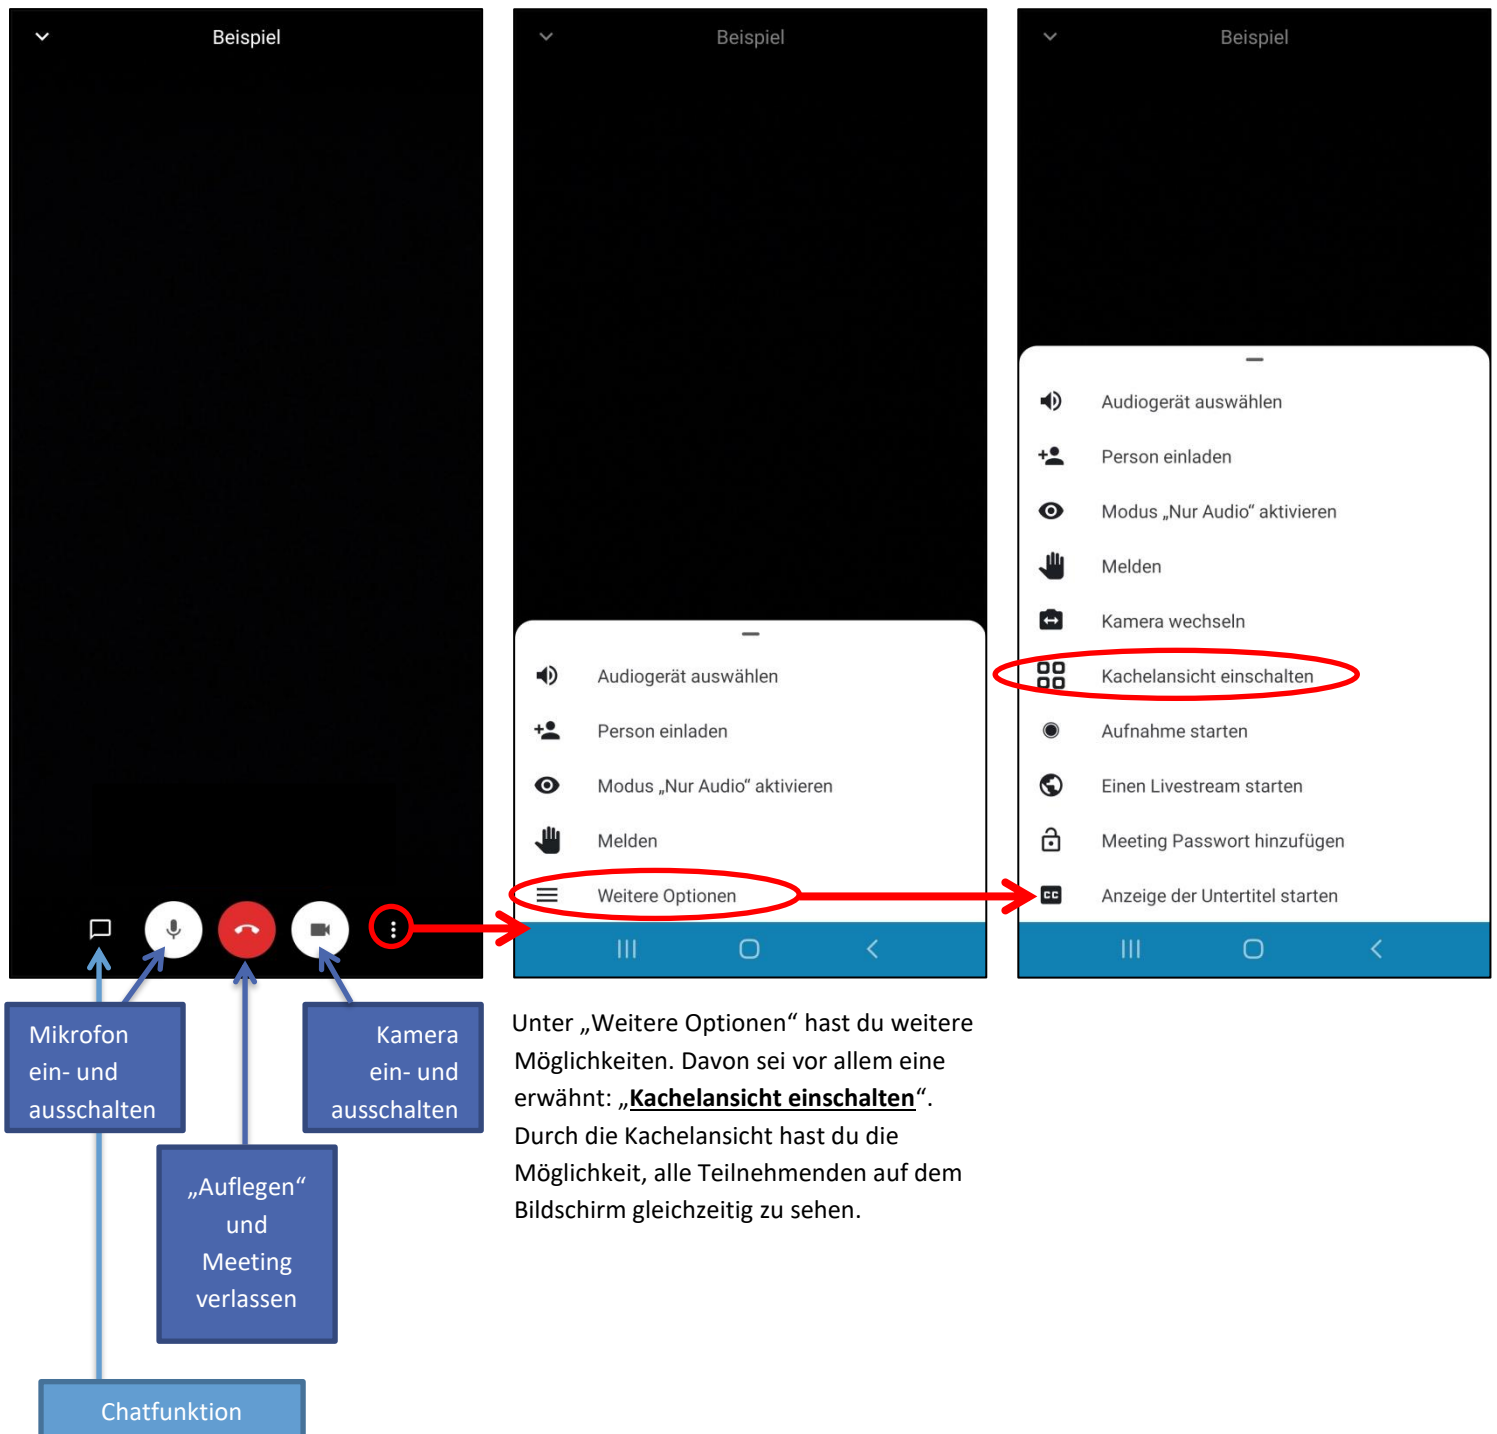 Beispiel
Mikrofon
ein- und
ausschalten
Kamera
ein- und
ausschalten
„Auflegen“
und
Meeting
verlassen
Chatfunktion
Beispiel
Audiogerät auswählen
Person einladen
Modus „Nur Audio“ aktivieren
Melden
Weitere Optionen
Unter „Weitere Optionen“ hast du weitere
Möglichkeiten. Davon sei vor allem eine
erwähnt: „Kachelansicht einschalten“.
Durch die Kachelansicht hast du die
Möglichkeit, alle Teilnehmenden auf dem
Bildschirm gleichzeitig zu sehen.
Beispiel
Audiogerät auswählen
Person einladen
Modus „Nur Audio“ aktivieren
Melden
Kamera wechseln
Kachelansicht einschalten
Aufnahme starten
Einen Livestream starten
Meeting Passwort hinzufügen
CC Anzeige der Untertitel starten